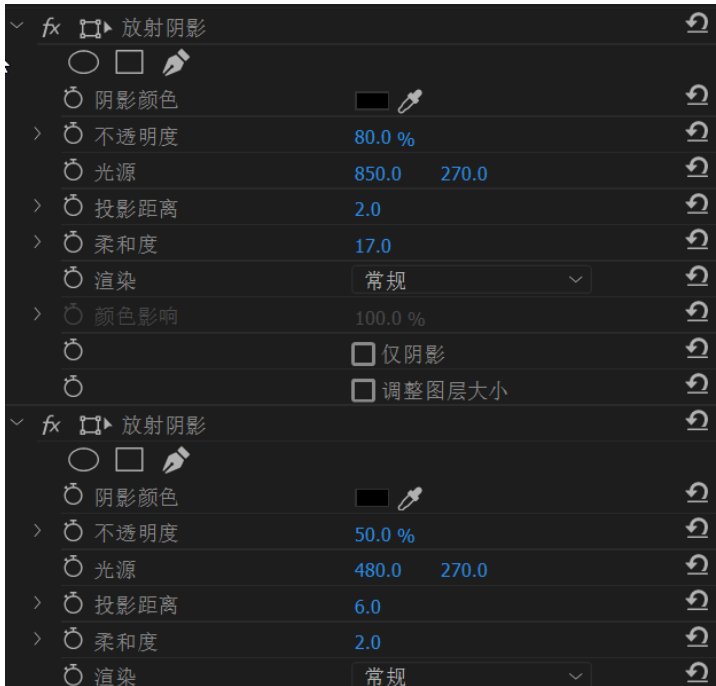 fx 放射阴影
阴影颜色
不透明度 80.0 %
光源 850.0 270.0
投影距离 2.0
柔和度 17.0
渲染 常规
颜色影响 100.0 %
仅阴影
调整图层大小
fx 放射阴影
阴影颜色
不透明度 50.0 %
光源 480.0 270.0
投影距离 6.0
柔和度 2.0
渲染 常规